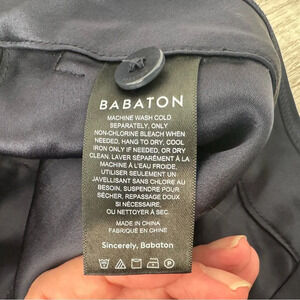 BABATON
MACHINE WASH COLD
SEPARATELY, ONLY
NON-CHLORINE BLEACH WHEN
NEEDED, HANG TO DRY, COOL
IRON ONLY IF NEEDED, OR DRY
CLEAN. LAVER SÉPARÉMENT À LA
MACHINE À L'EAU FROIDE,
UTILISER SEULEMENT UN
JAVELLISANT SANS CHLORE AU
BESOIN, SUSPENDRE POUR
SÉCHER, REPASSAGE DOUX
SI NÉCESSAIRE,
OU NETTOYER À SEC.
MADE IN CHINA
FABRIQUÉ EN CHINE
Sincerely, Babaton